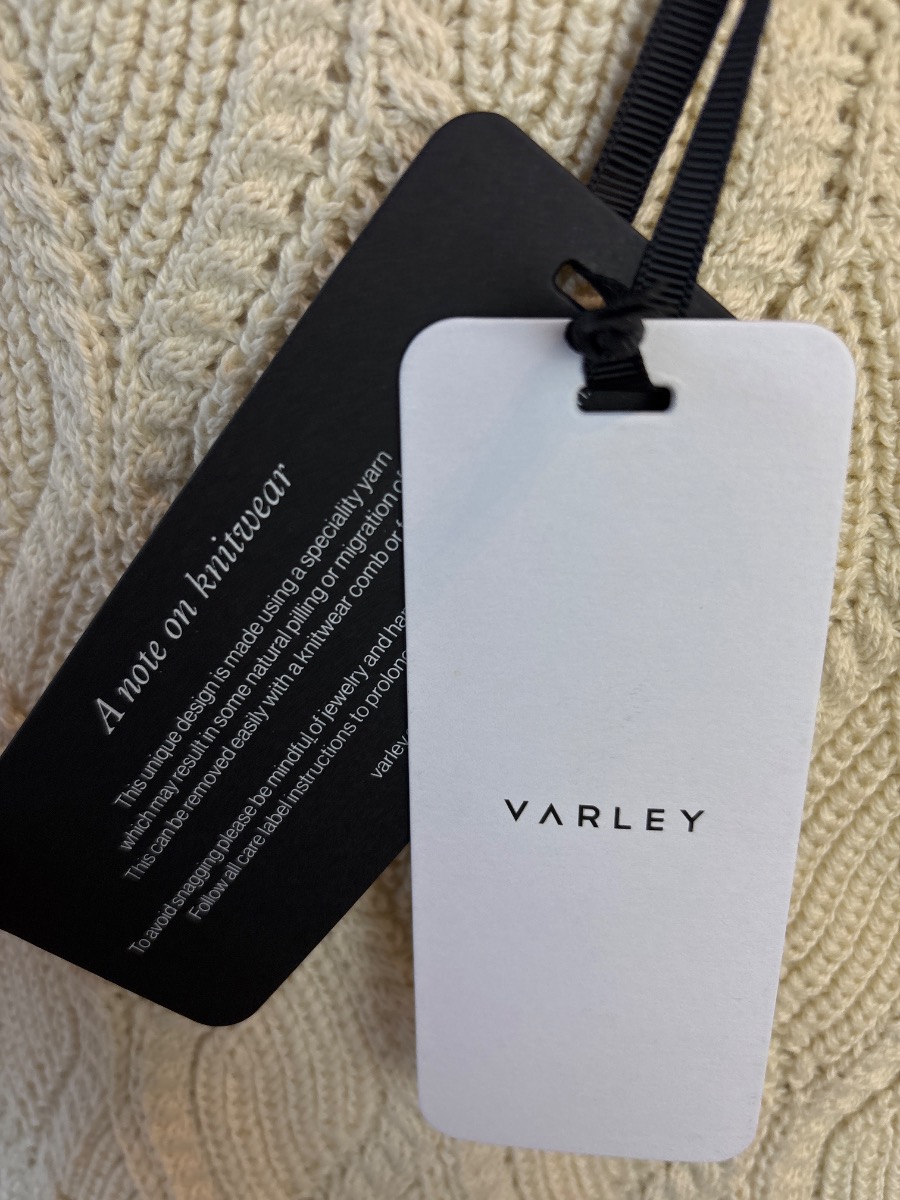 A note on knitwear
This unique design is made using a speciality yarn
which may result in some natural pilling or migration of
This can be removed easily with a knitwear comb or
To avoid snagging please be mindful of jewelry and
Follow all care label instructions to prolong
varley
VARLEY